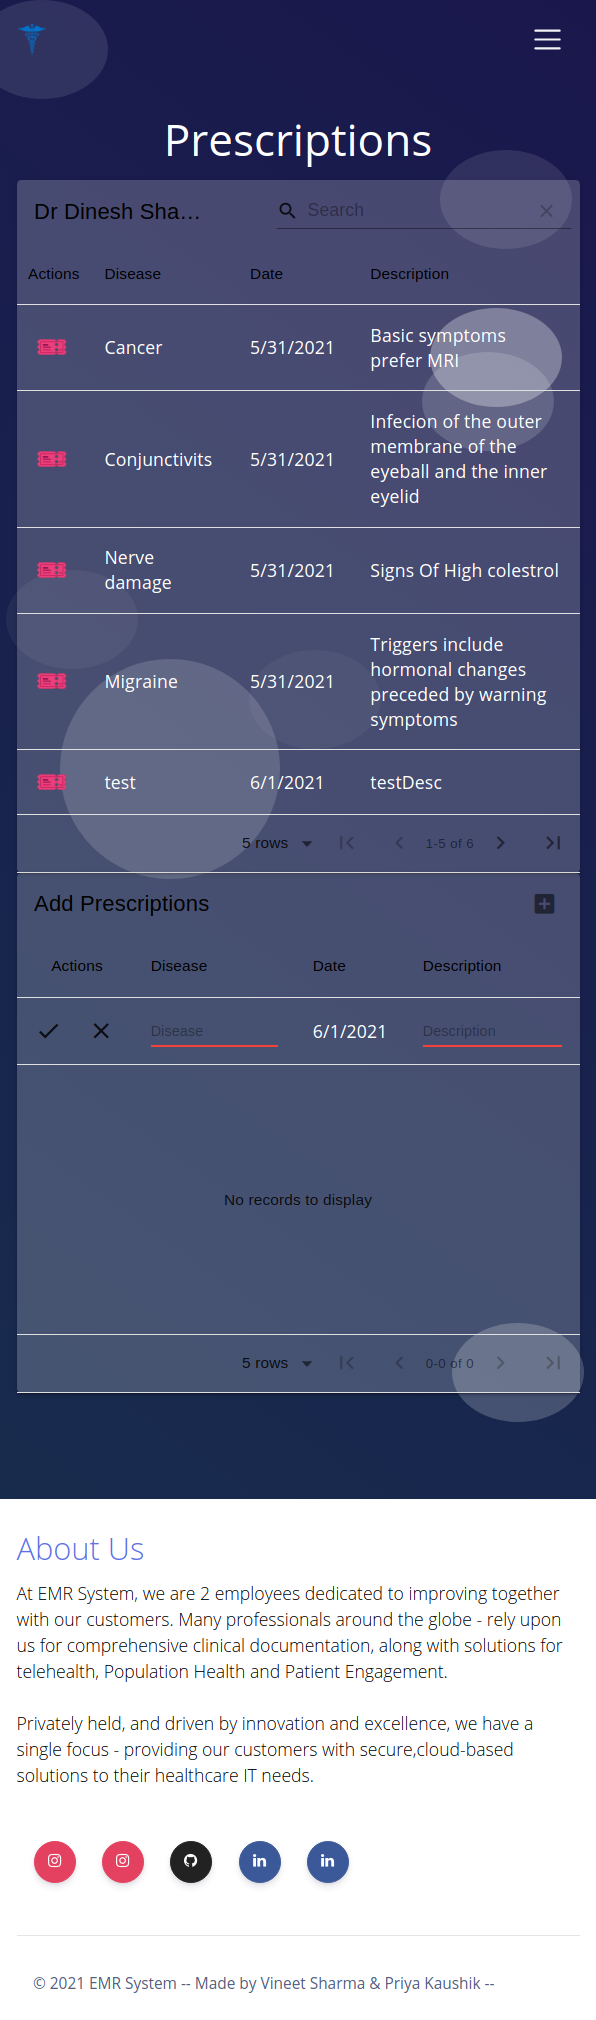 Prescriptions
Dr Dinesh Sha…
Search
Actions Disease Date Description
Cancer 5/31/2021 Basic symptoms
prefer MRI
Conjunctivits 5/31/2021 Infecion of the outer
membrane of the
eyeball and the inner
eyelid
Nerve
damage 5/31/2021 Signs Of High colestrol
Migraine 5/31/2021 Triggers include
hormonal changes
preceded by warning
symptoms
test 6/1/2021 testDesc
5 rows 1-5 of 6
Add Prescriptions
Actions Disease Date Description
Disease 6/1/2021 Description
No records to display
5 rows 0-0 of 0
About Us
At EMR System, we are 2 employees dedicated to improving together
with our customers. Many professionals around the globe - rely upon
us for comprehensive clinical documentation, along with solutions for
telehealth, Population Health and Patient Engagement.
Privately held, and driven by innovation and excellence, we have a
single focus - providing our customers with secure,cloud-based
solutions to their healthcare IT needs.
© 2021 EMR System -- Made by Vineet Sharma & Priya Kaushik --